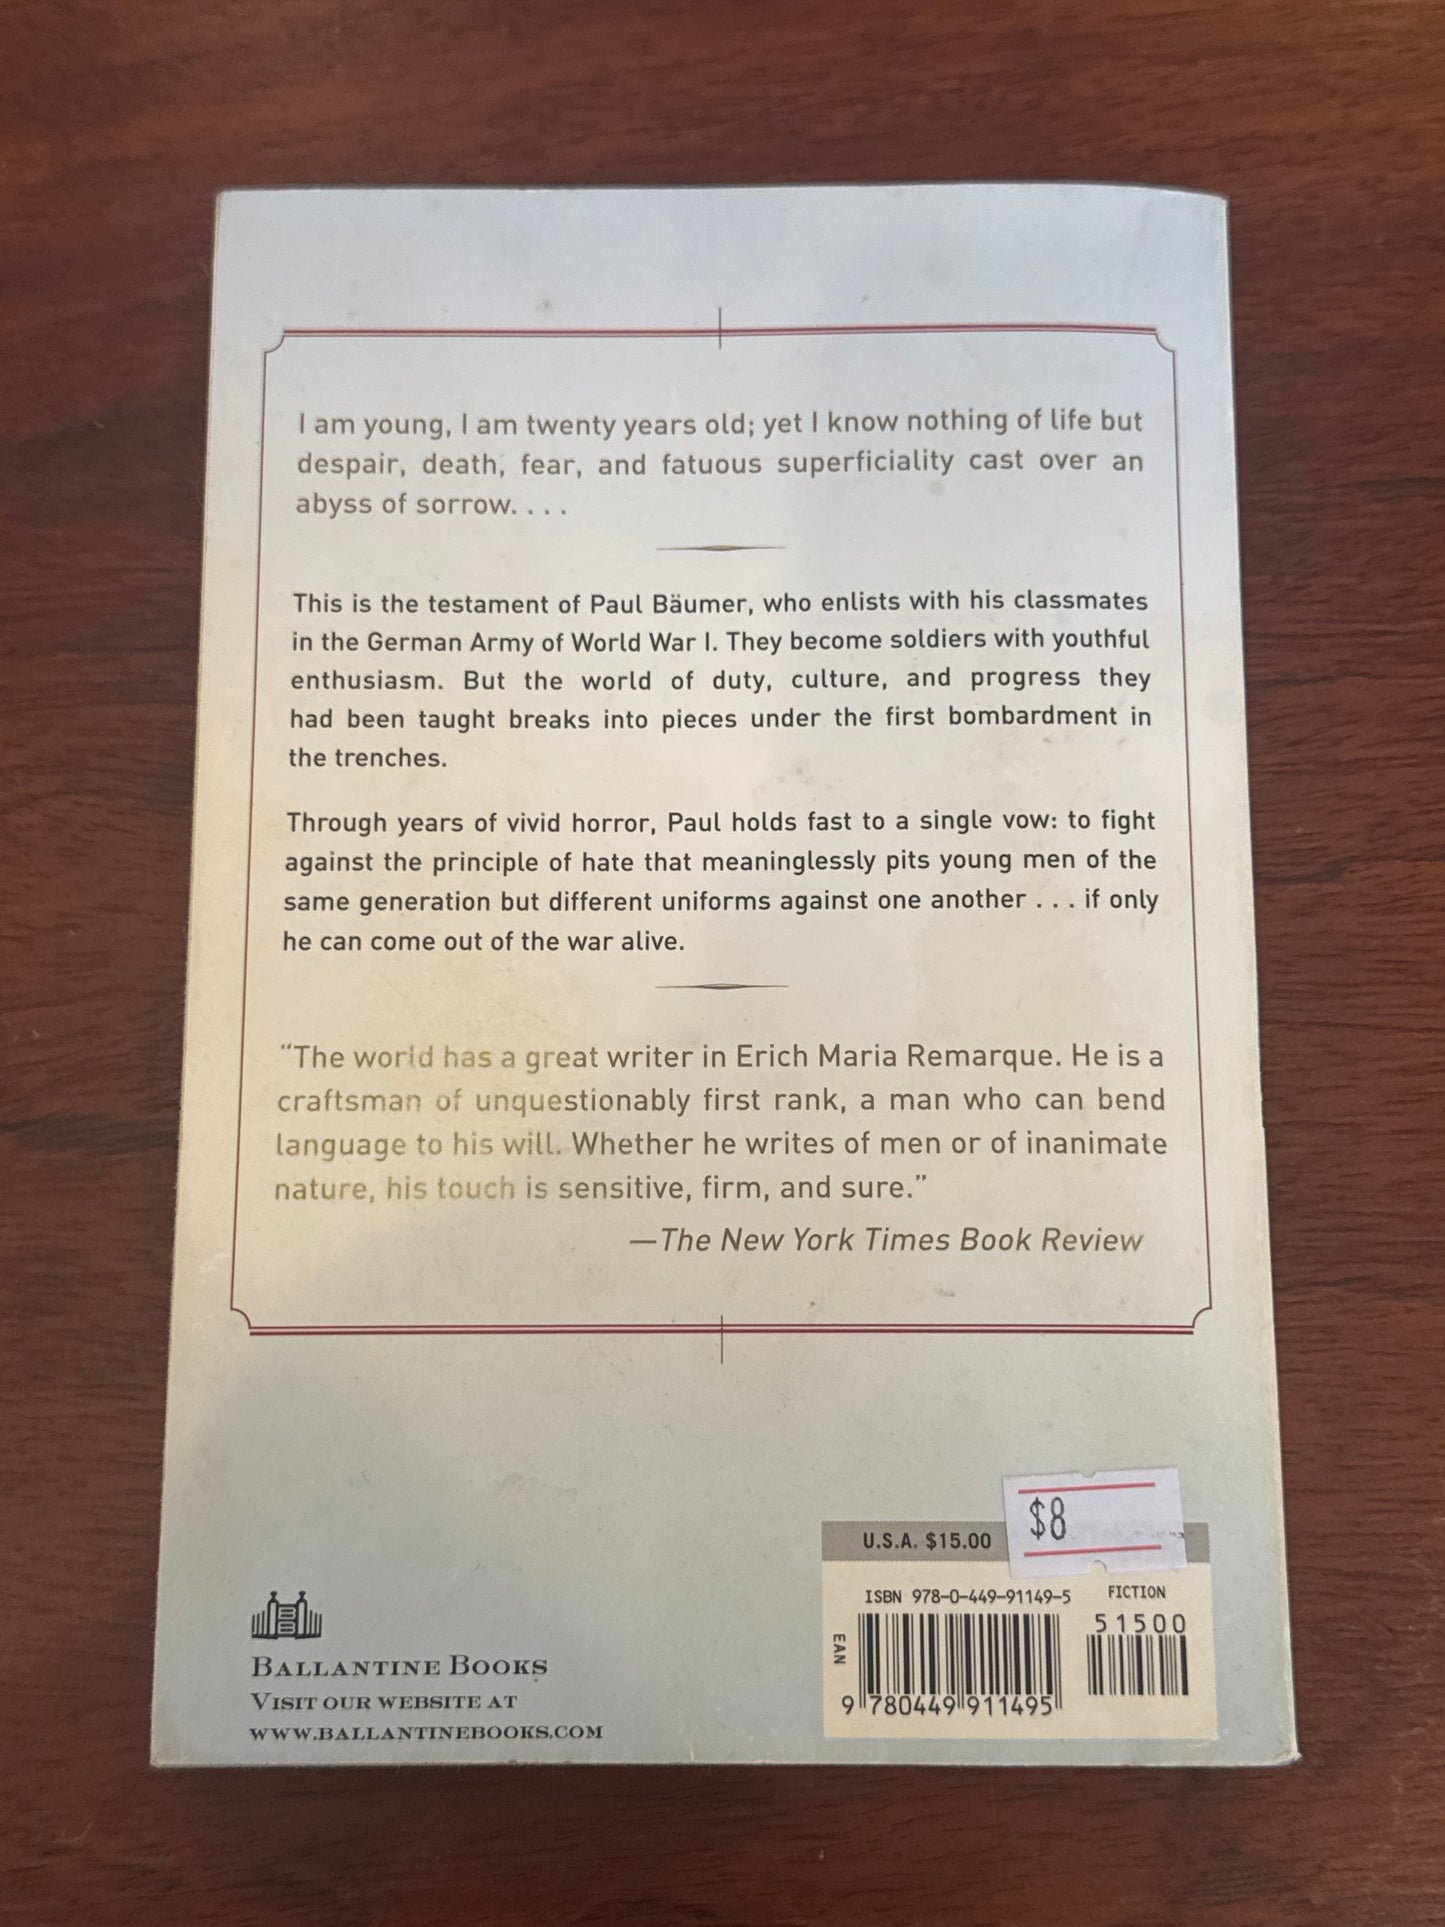 I am young, I am twenty years old; yet I know nothing of life but
despair, death, fear, and fatuous superficiality cast over an
abyss of sorrow. . . .
This is the testament of Paul Bäumer, who enlists with his classmates
in the German Army of World War I. They become soldiers with youthful
enthusiasm. But the world of duty, culture, and progress they
had been taught breaks into pieces under the first bombardment in
the trenches.
Through years of vivid horror, Paul holds fast to a single vow: to fight
against the principle of hate that meaninglessly pits young men of the
same generation but different uniforms against one another . . . if only
he can come out of the war alive.
“The world has a great writer in Erich Maria Remarque. He is a
craftsman of unquestionably first rank, a man who can bend
language to his will. Whether he writes of men or of inanimate
nature, his touch is sensitive, firm, and sure.”
—The New York Times Book Review
$8
U.S.A. $15.00
ISBN 978-0-449-91149-5
FICTION
51500
EAN
9 780449 911495
BALLANTINE BOOKS
VISIT OUR WEBSITE AT
WWW.BALLANTINEBOOKS.COM